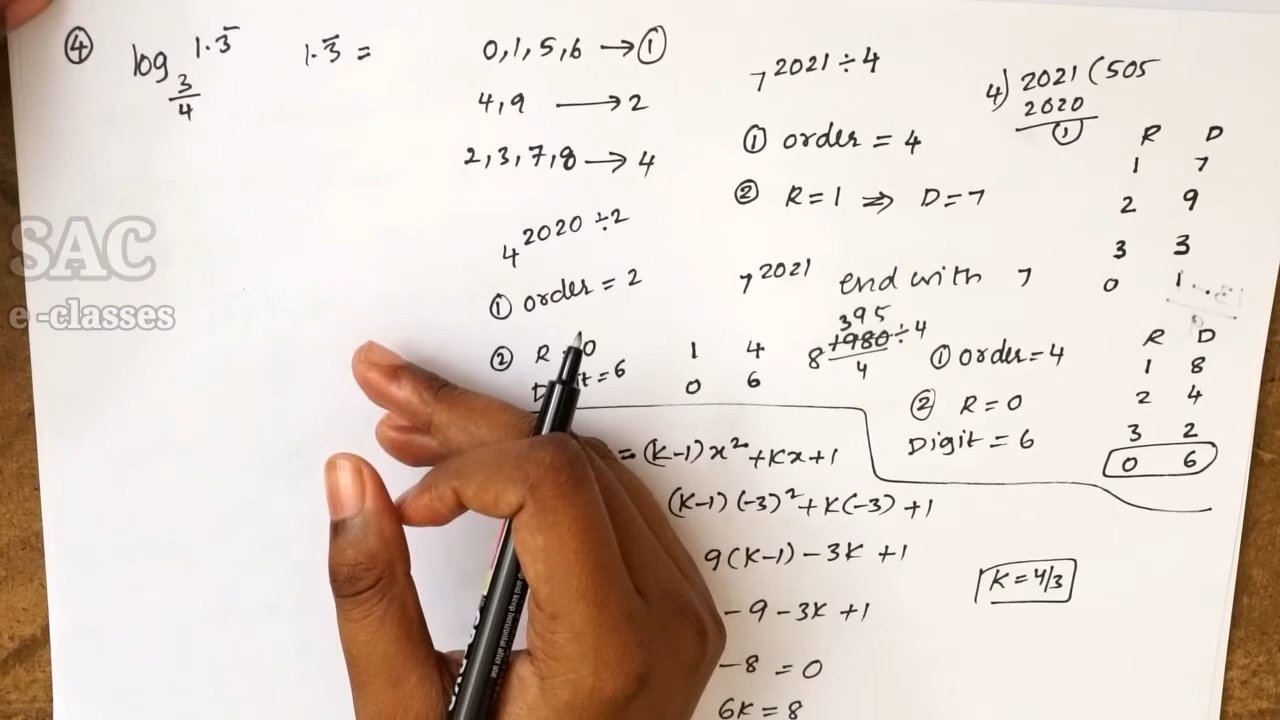 ④ log 3/4 1.3̅ 1.3̅ =
0,1,5,6 → ①
4,9 → 2
2,3,7,8 → 4
4^2020 ÷2
① order = 2
② R = 0
Digit = 6
1 4
0 6
7^2021 ÷4
① order = 4
② R = 1 ⇒ D = 7
7^2021 end with 7
4) 2021 (505
2020
①
R D
1 7
2 9
3 3
0 1
395
8^1980/4 ÷4
① order = 4
② R = 0
Digit = 6
R D
1 8
2 4
3 2
0 6
= (k-1)x²+kx+1
(k-1)(-3)²+k(-3)+1
9(k-1) - 3k + 1
- 9 - 3k + 1
- 8 = 0
6k = 8
k = 4/3
SAC
e-classes